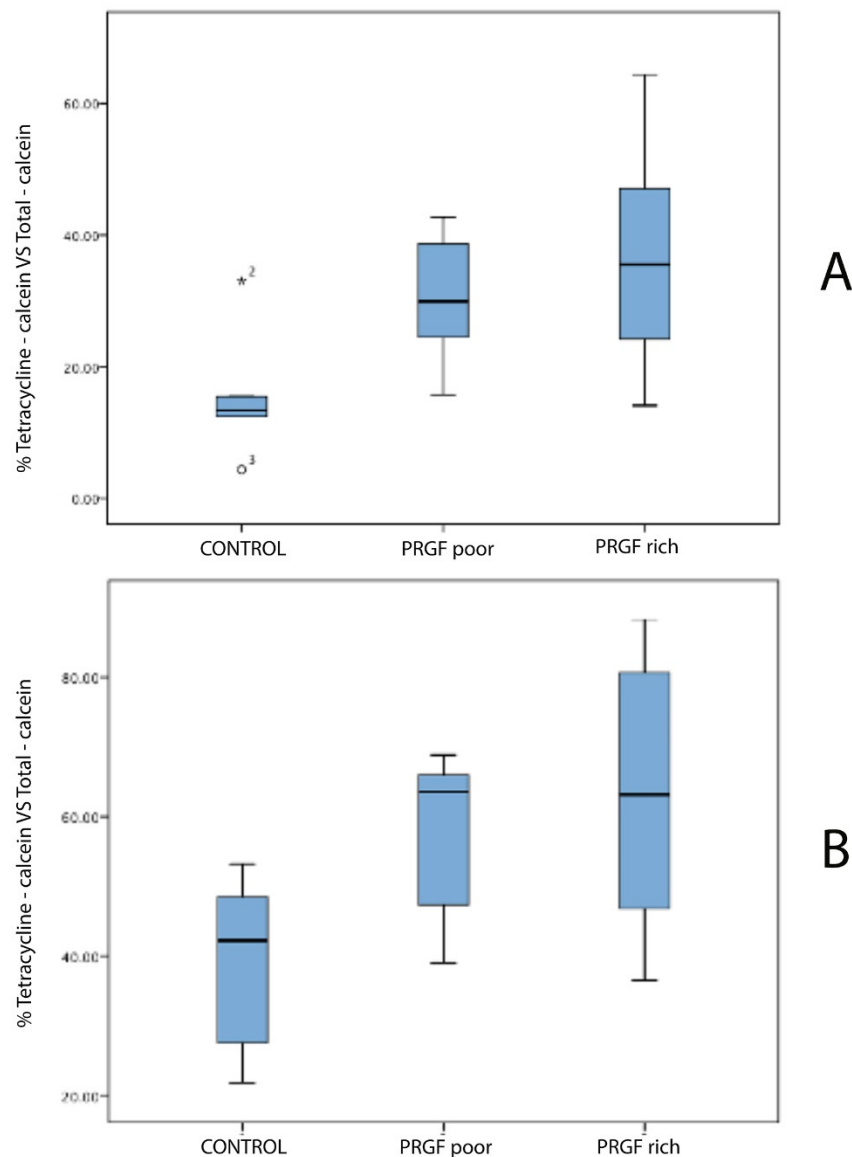 % Tetracycline - calcein VS Total - calcein
60.00
40.00
20.00
0.00
*2
3
CONTROL
PRGF poor
PRGF rich
A
% Tetracycline - calcein VS Total - calcein
80.00
60.00
40.00
20.00
CONTROL
PRGF poor
PRGF rich
B